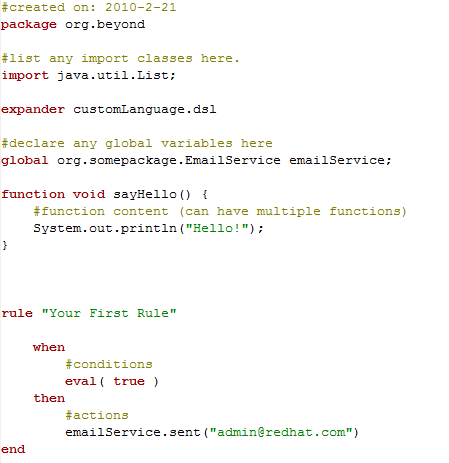 #created on: 2010-2-21
package org.beyond
#list any import classes here.
import java.util.List;
expander customLanguage.dsl
#declare any global variables here
global org.somepackage.EmailService emailService;
function void sayHello() {
#function content (can have multiple functions)
System.out.println("Hello!");
}
rule "Your First Rule"
when
#conditions
eval( true )
then
#actions
emailService.sent("admin@redhat.com")
end